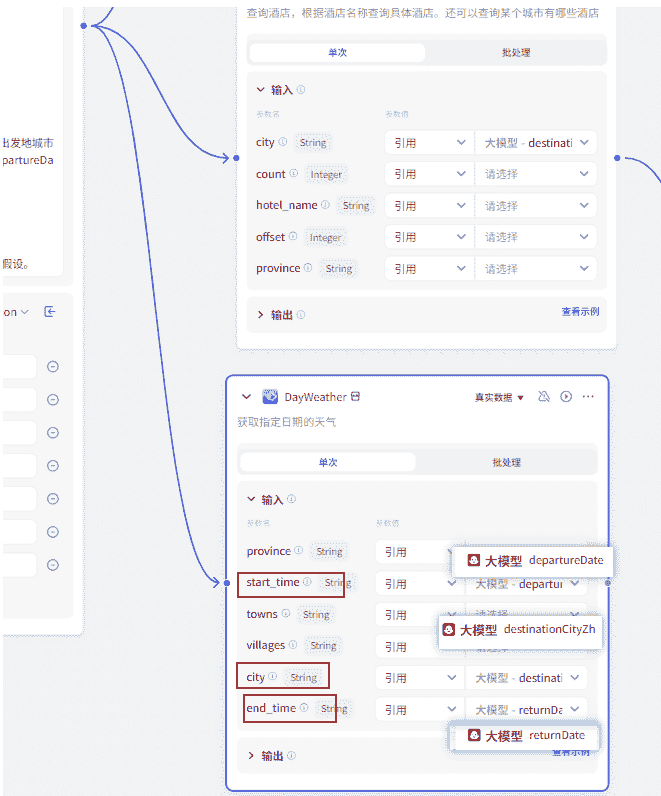 查询酒店，根据酒店名称查询具体酒店。还可以查询某个城市有哪些酒店
单次 批处理
输入
参数名 参数值
city String 引用 大模型 - destinati
count Integer 引用 请选择
hotel_name String 引用 请选择
offset Integer 引用 请选择
province String 引用 请选择
输出 查看示例
出发地城市
partureDa
假设。
on
DayWeather 真实数据
获取指定日期的天气
单次 批处理
输入
参数名 参数值
province String 引用
大模型 departureDate
start_time String 引用 大模型 - departur
towns String 引用 请选择
大模型 destinationCityZh
villages String 引用 请选择
city String 引用 大模型 - destinati
end_time String 引用 大模型 - returnDa
大模型 returnDate
输出 查看示例